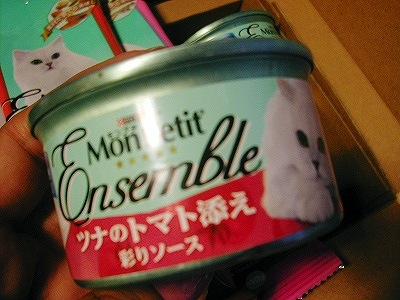 MonPetit
Ensemble
ツナのトマト添え
彩りソース